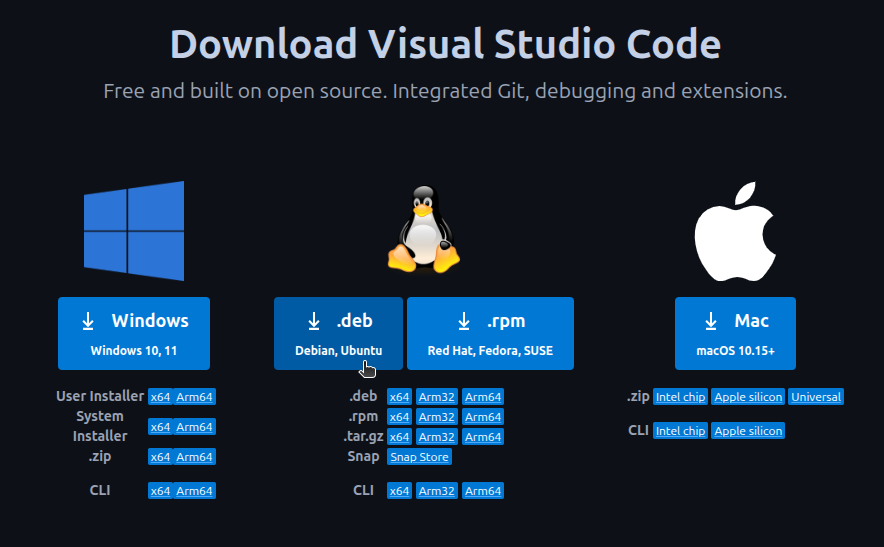 Download Visual Studio Code
Free and built on open source. Integrated Git, debugging and extensions.
Windows
Windows 10, 11
User Installer x64 Arm64
System
Installer x64 Arm64
.zip x64 Arm64
CLI x64 Arm64
.deb
Debian, Ubuntu
.rpm
Red Hat, Fedora, SUSE
.deb x64 Arm32 Arm64
.rpm x64 Arm32 Arm64
.tar.gz x64 Arm32 Arm64
Snap Snap Store
CLI x64 Arm32 Arm64
Mac
macOS 10.15+
.zip Intel chip Apple silicon Universal
CLI Intel chip Apple silicon